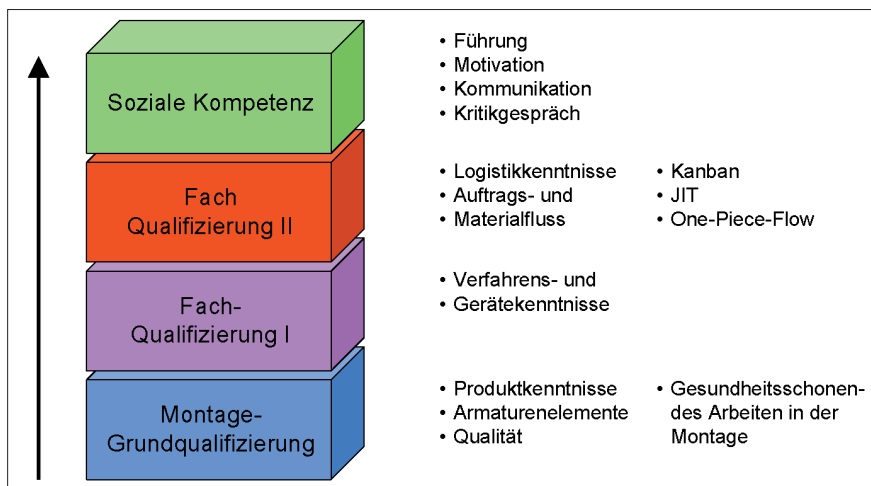 Soziale Kompetenz
• Führung
• Motivation
• Kommunikation
• Kritikgespräch
Fach
Qualifizierung II
• Logistikkenntnisse
• Auftrags- und
• Materialfluss
• Kanban
• JIT
• One-Piece-Flow
Fach-
Qualifizierung I
• Verfahrens- und
• Gerätekenntnisse
Montage-
Grundqualifizierung
• Produktkenntnisse
• Armaturenelemente
• Qualität
• Gesundheitsschonen-
des Arbeiten in der
Montage